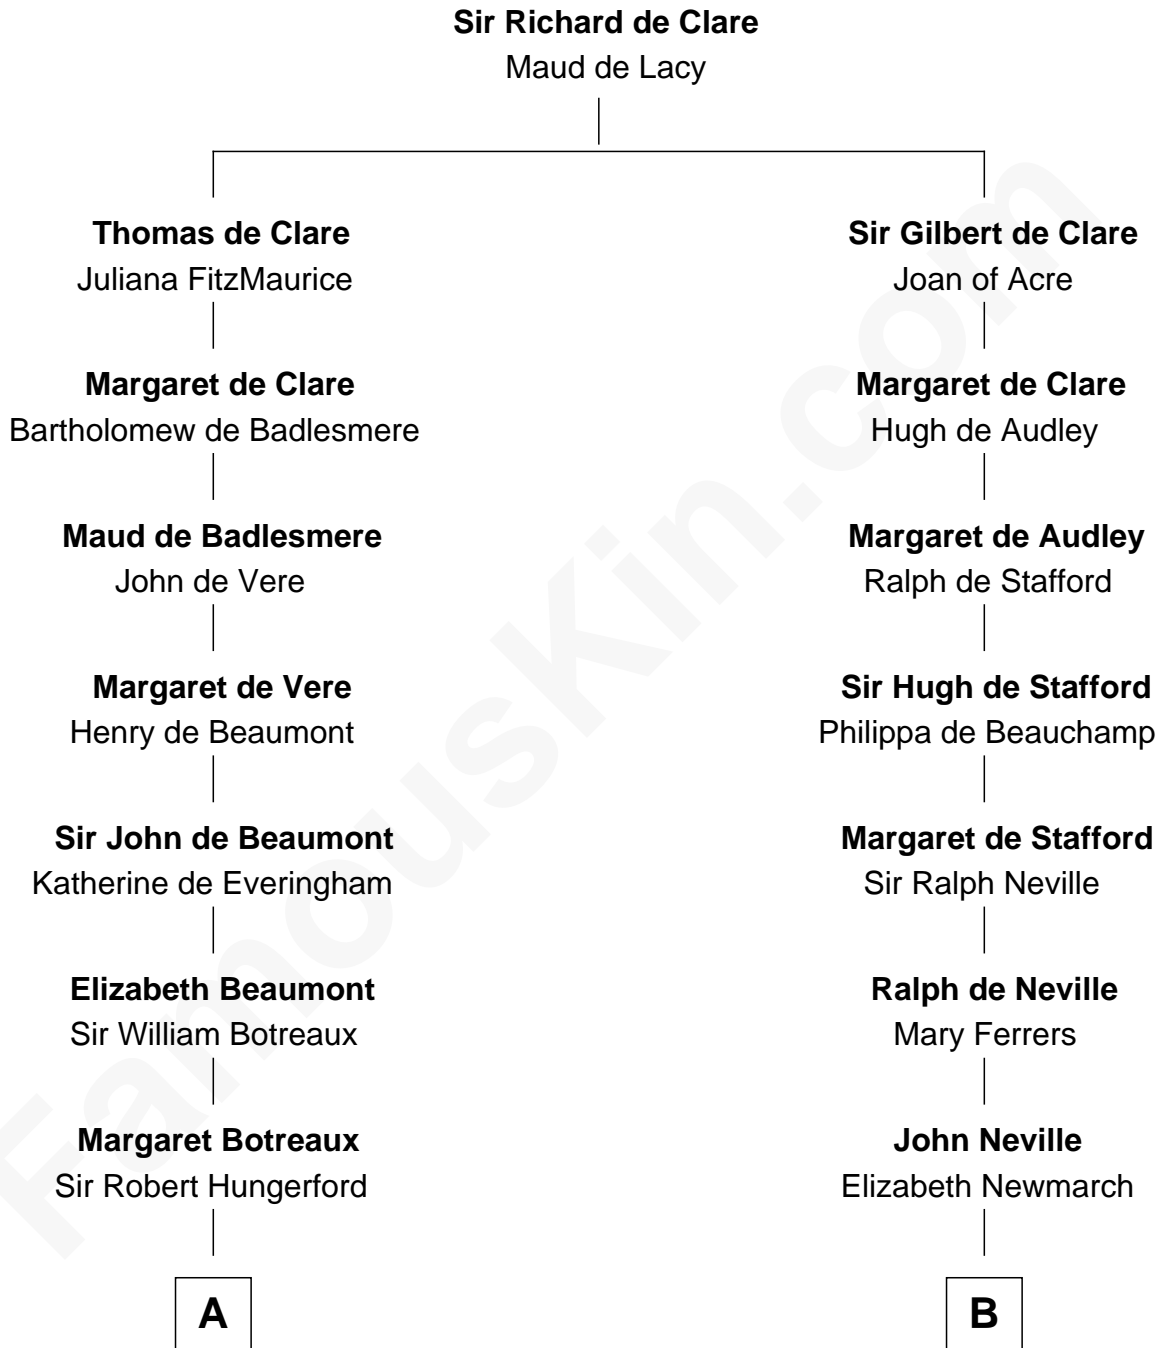 Sir Richard de Clare
Maud de Lacy
Thomas de Clare
Juliana FitzMaurice
Sir Gilbert de Clare
Joan of Acre
Margaret de Clare
Bartholomew de Badlesmere
Margaret de Clare
Hugh de Audley
Maud de Badlesmere
John de Vere
Margaret de Audley
Ralph de Stafford
Margaret de Vere
Henry de Beaumont
Sir Hugh de Stafford
Philippa de Beauchamp
Sir John de Beaumont
Katherine de Everingham
Margaret de Stafford
Sir Ralph Neville
Elizabeth Beaumont
Sir William Botreaux
Ralph de Neville
Mary Ferrers
Margaret Botreaux
Sir Robert Hungerford
John Neville
Elizabeth Newmarch
A
B
FamousKin.com